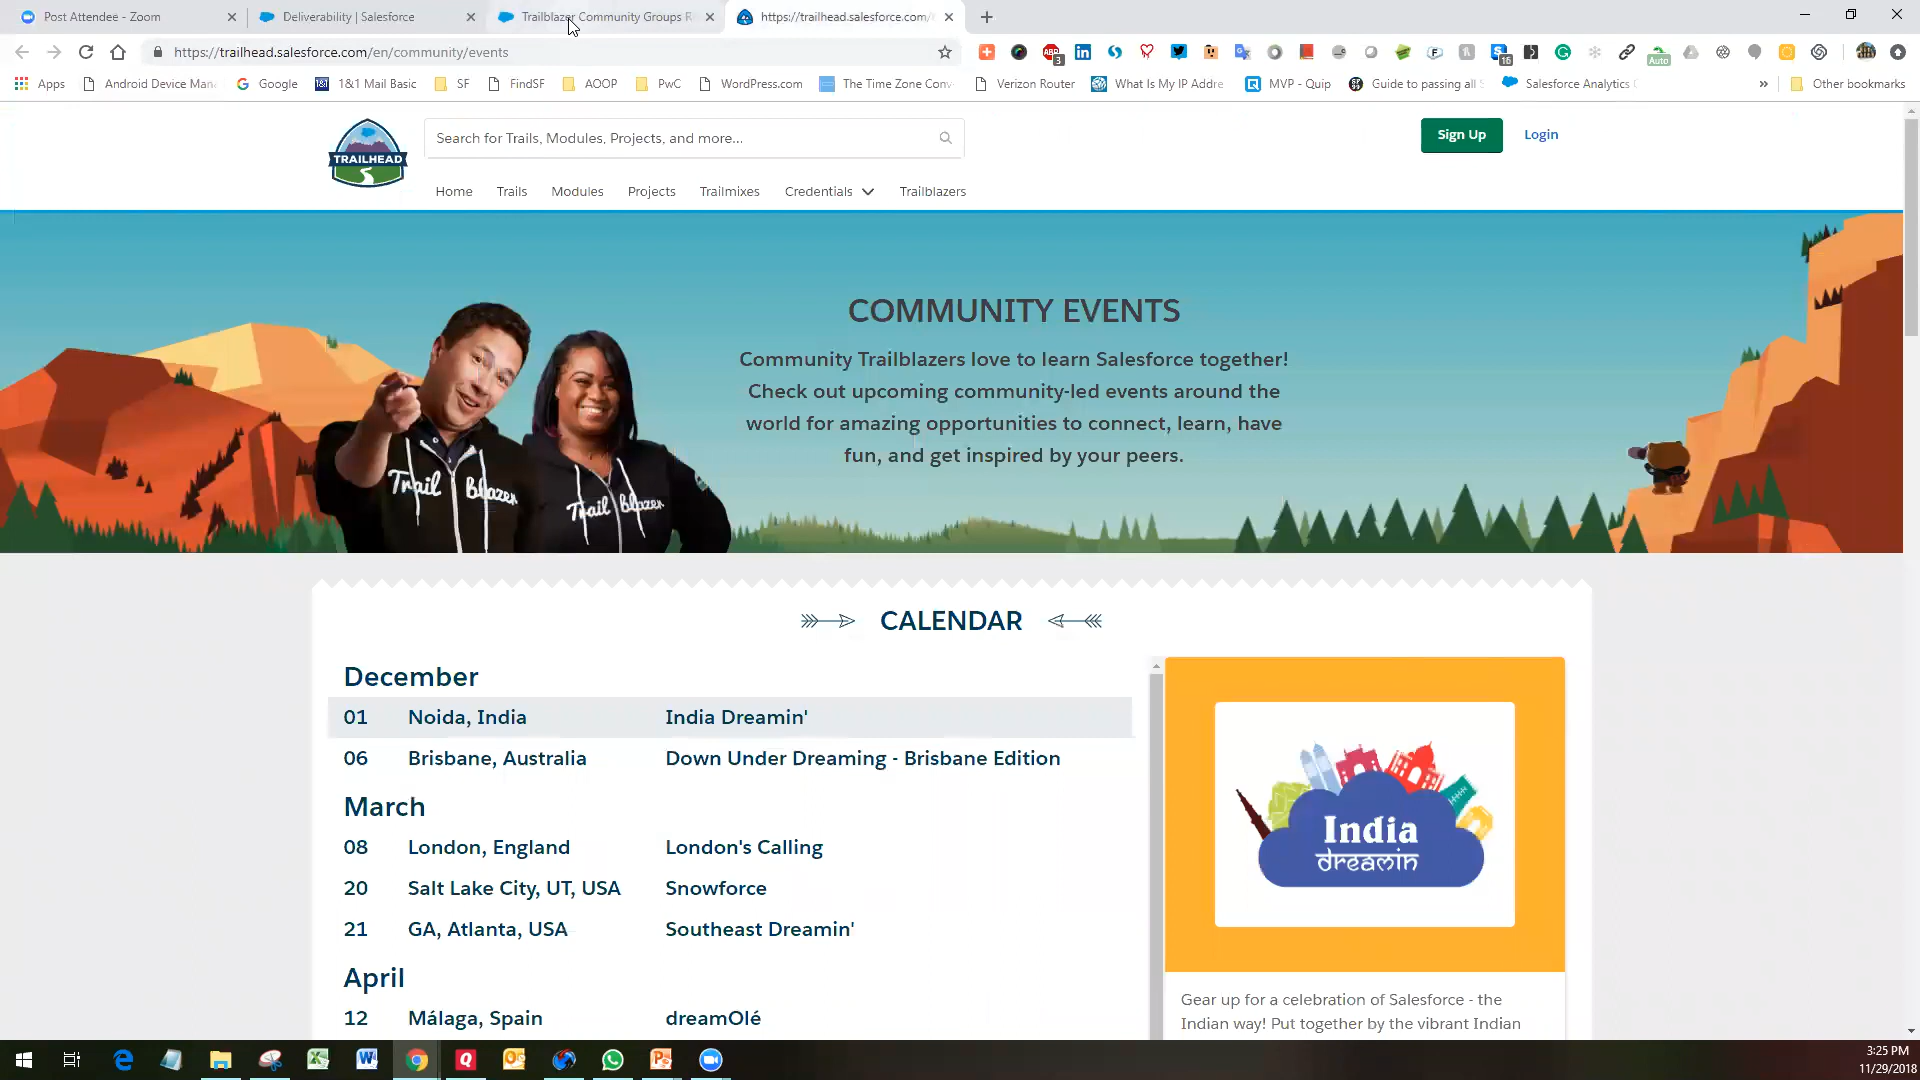 Post Attendee - Zoom
Deliverability | Salesforce
Trailblazer Community Groups R
https://trailhead.salesforce.com/
https://trailhead.salesforce.com/en/community/events
ABP
3
16
Auto
Apps
Android Device Man
Google
1&1
1&1 Mail Basic
SF
FindSF
AOOP
PwC
WordPress.com
The Time Zone Conv
Verizon Router
What Is My IP Addre
MVP - Quip
Guide to passing all S
Salesforce Analytics
»
Other bookmarks
TRAILHEAD
Search for Trails, Modules, Projects, and more...
Sign Up
Login
Home
Trails
Modules
Projects
Trailmixes
Credentials
Trailblazers
COMMUNITY EVENTS
Community Trailblazers love to learn Salesforce together!
Check out upcoming community-led events around the
world for amazing opportunities to connect, learn, have
fun, and get inspired by your peers.
Trail Blazer
Trail Blazer
CALENDAR
December
01 Noida, India India Dreamin'
06 Brisbane, Australia Down Under Dreaming - Brisbane Edition
March
08 London, England London's Calling
20 Salt Lake City, UT, USA Snowforce
21 GA, Atlanta, USA Southeast Dreamin'
April
12 Málaga, Spain dreamOlé
India
dreamin
Gear up for a celebration of Salesforce - the
Indian way! Put together by the vibrant Indian
3:25 PM
11/29/2018